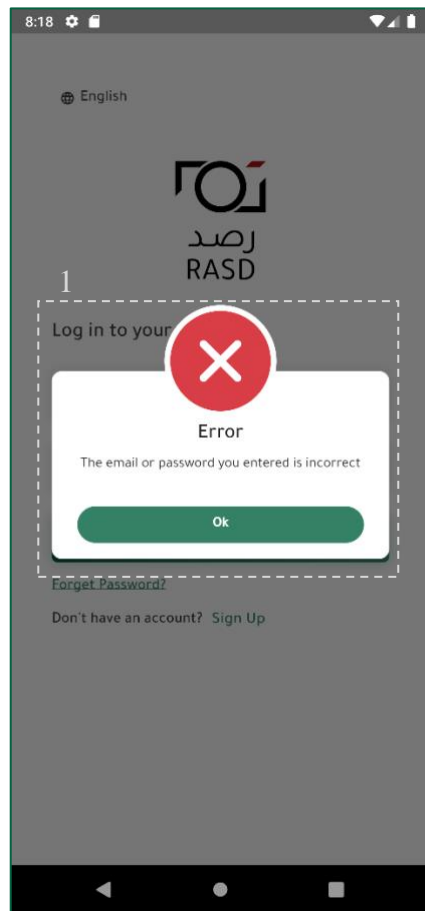 8:18
English
رصد
RASD
1
Log in to your
Error
The email or password you entered is incorrect
Ok
Forget Password?
Don't have an account? Sign Up